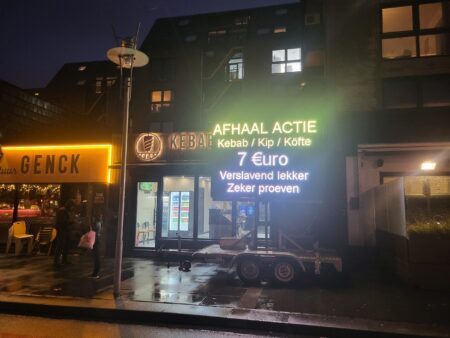 GENCK
KEBAB
AFHAAL ACTIE
Kebab / Kip / Köfte
7 €uro
Verslavend lekker
Zeker proeven